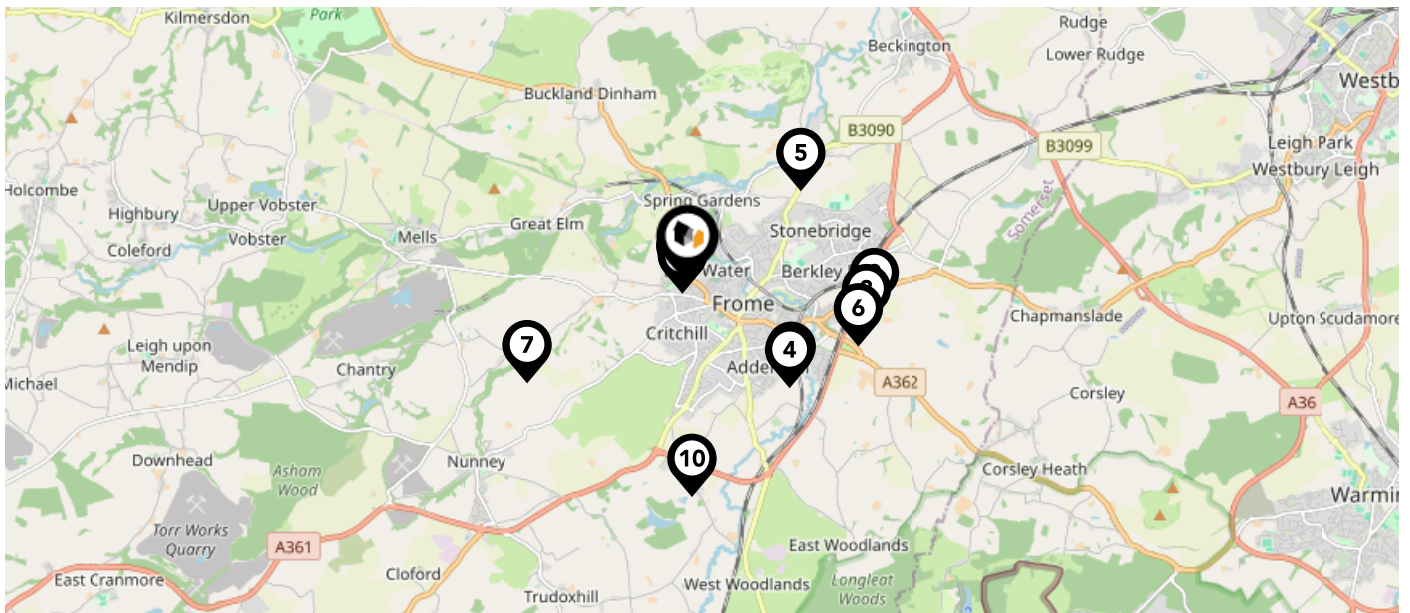 Kilmersdon
Park
Rudge
Beckington
Lower Rudge
Westb
Buckland Dinham
B3090
B3099
Leigh Park
5
Westbury Leigh
Holcombe
Spring Gardens
Upper Vobster
Highbury
Great Elm
Somerset
Stonebridge
Mells
Vobster
Coleford
Water
Berkley
Frome
6
Chapmanslade
Upton Scudamore
Critchill
7
4
Leigh upon
Mendip
Chantry
Adde
Michael
A362
Corsley
A36
Downhead
Nunney
10
Corsley Heath
Asham
Wood
Warmin
Torr Works
Quarry
A361
East Woodlands
Cloford
East Cranmore
West Woodlands
Longleat
Woods
Trudoxhill